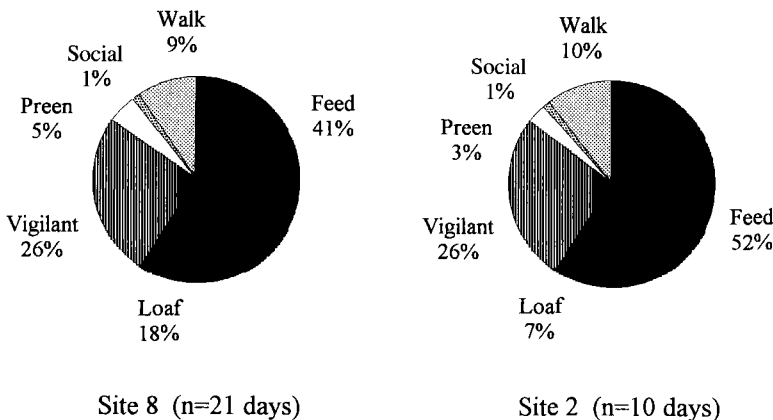 Walk
9%
Social
1%
Preen
5%
Feed
41%
Vigilant
26%
Loaf
18%
Site 8 (n=21 days)
Walk
10%
Social
1%
Preen
3%
Vigilant
26%
Feed
52%
Loaf
7%
Site 2 (n=10 days)